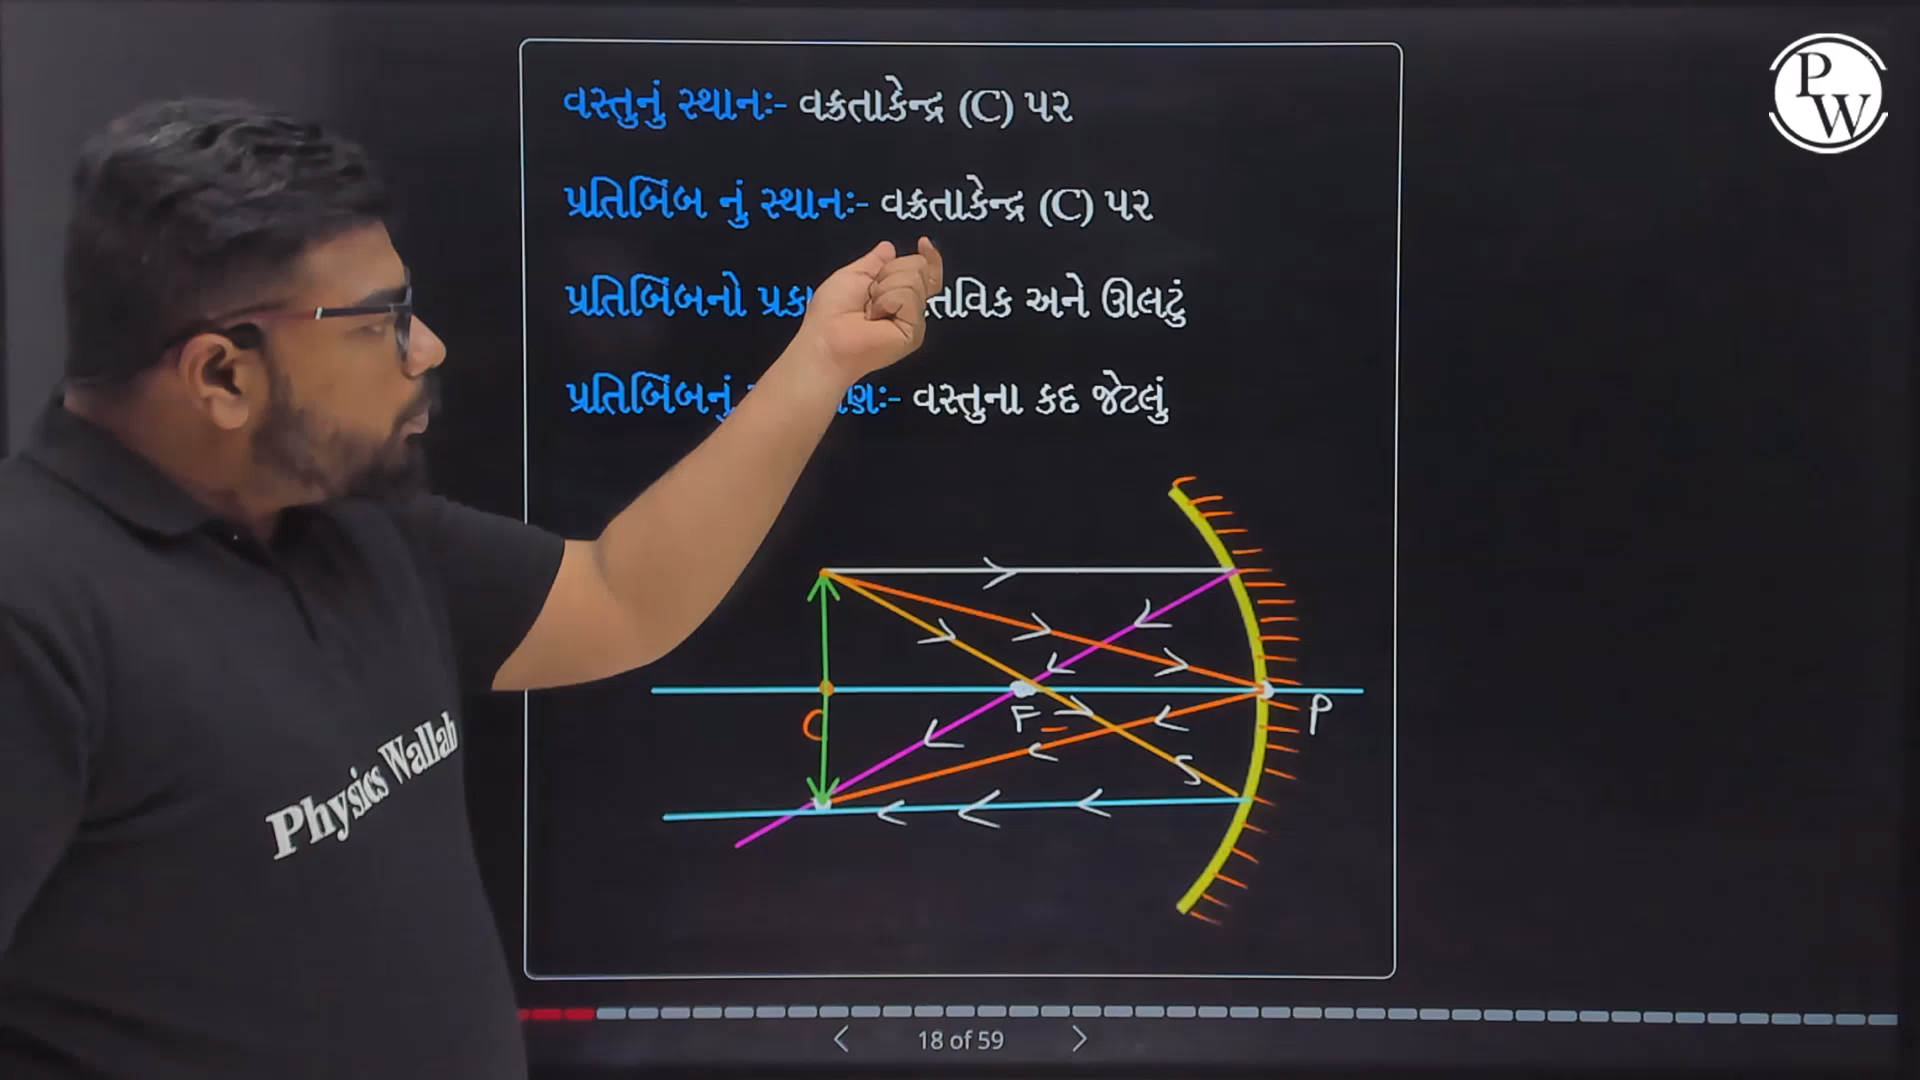 વસ્તુનું સ્થાનઃ- વક્રતાકેન્દ્ર (C) પર
પ્રતિબિંબ નું સ્થાનઃ- વક્રતાકેન્દ્ર (C) પર
પ્રતિબિંબનો અને ઊલટું
પ્રતિબિંબનું વસ્તુના કદ જેટલું
C
F
P
S
Physics Wallah
18 of 59
PW